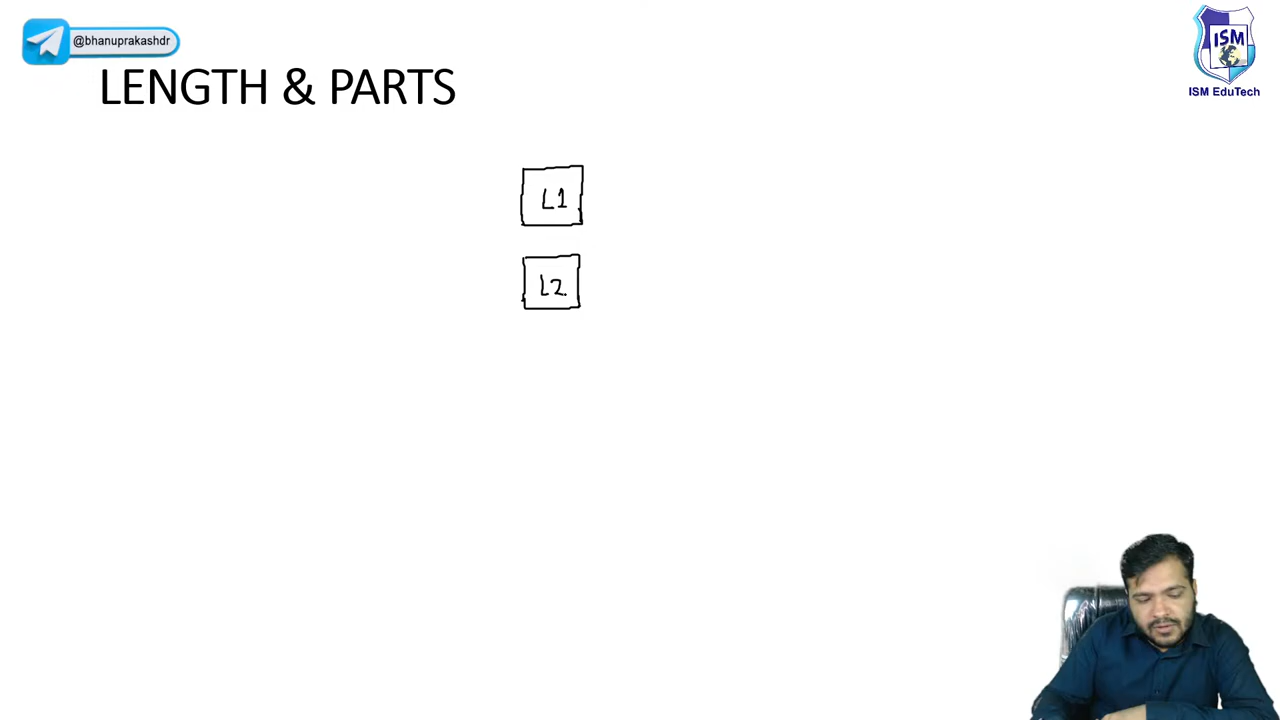 @bhanuprakashdr
ISM
ISM EduTech
LENGTH & PARTS
L1
L2